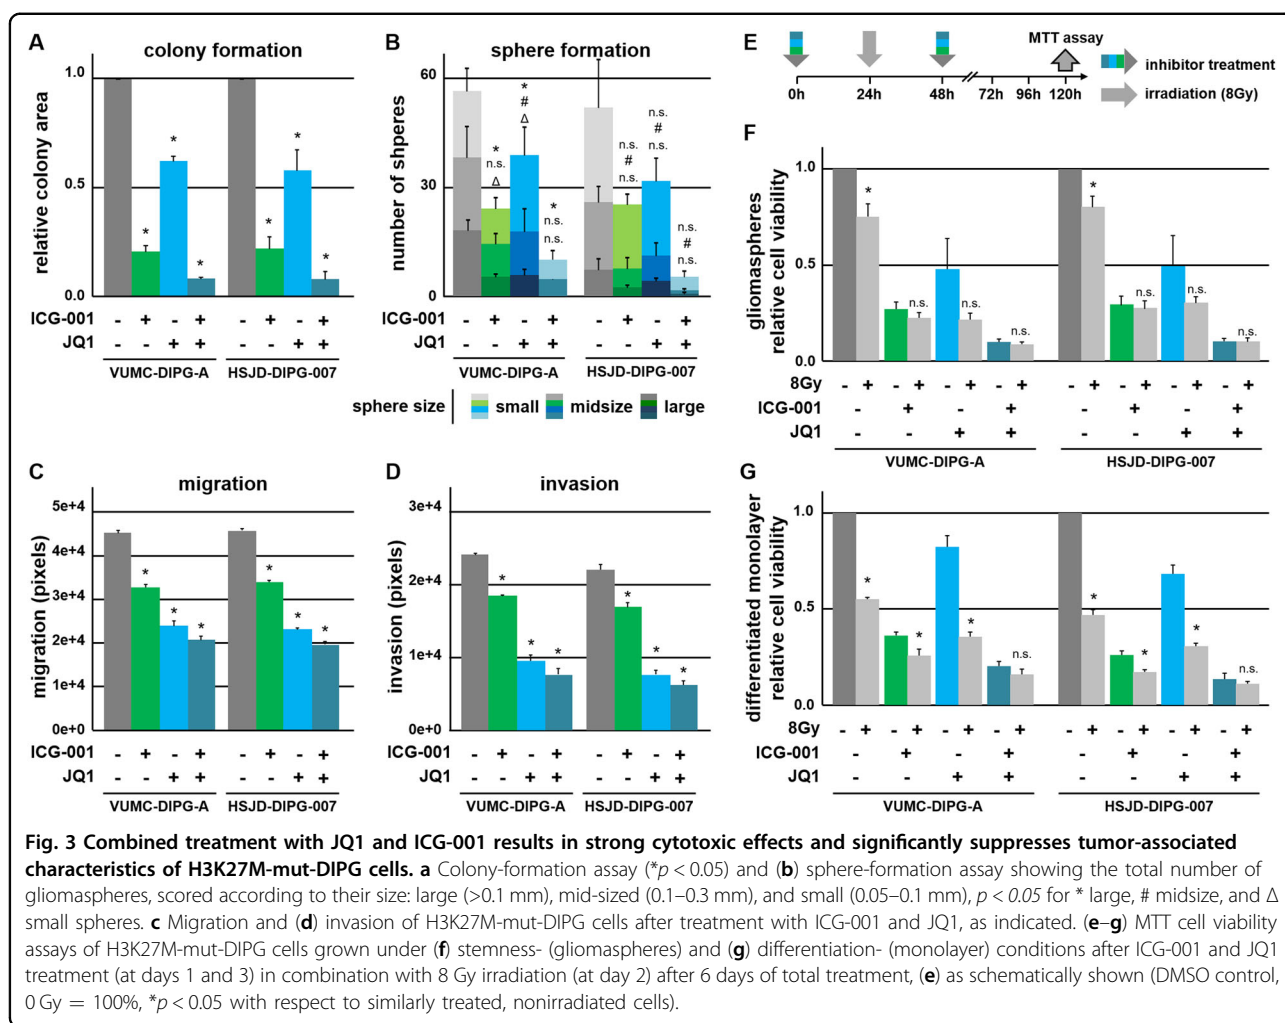 A
colony formation
relative colony area
1.0
0.5
0.0
* * * * * *
ICG-001 - + - + - + - +
JQ1 - - + + - - + +
VUMC-DIPG-A HSJD-DIPG-007
B
sphere formation
number of shperes
60
30
0
*
n.s.
Δ
*
#
Δ
*
n.s.
n.s.
n.s.
#
n.s.
n.s.
#
n.s.
n.s.
#
n.s.
ICG-001 - + - + - + - +
JQ1 - - + + - - + +
VUMC-DIPG-A HSJD-DIPG-007
sphere size small midsize large
C
migration
migration (pixels)
5e+4
4e+4
3e+4
2e+4
1e+4
0e+0
* * * * * *
ICG-001 - + - + - + - +
JQ1 - - + + - - + +
VUMC-DIPG-A HSJD-DIPG-007
D
invasion
invasion (pixels)
3e+4
2e+4
1e+4
0e+0
* * * * * *
ICG-001 - + - + - + - +
JQ1 - - + + - - + +
VUMC-DIPG-A HSJD-DIPG-007
E
MTT assay
0h 24h 48h 72h 96h 120h
inhibitor treatment
irradiation (8Gy)
F
gliomaspheres
relative cell viability
1.0
0.5
0.0
* n.s. n.s. n.s. * n.s. n.s. n.s.
8Gy - + - + - + - + - + - + - + - +
ICG-001 - + - + - + - +
JQ1 - - + + - - + +
VUMC-DIPG-A HSJD-DIPG-007
G
differentiated monolayer
relative cell viability
1.0
0.5
0.0
* * * n.s. * * * n.s.
8Gy - + - + - + - + - + - + - + - +
ICG-001 - + - + - + - +
JQ1 - - + + - - + +
VUMC-DIPG-A HSJD-DIPG-007
Fig. 3 Combined treatment with JQ1 and ICG-001 results in strong cytotoxic effects and significantly suppresses tumor-associated
characteristics of H3K27M-mut-DIPG cells. a Colony-formation assay (*p < 0.05) and (b) sphere-formation assay showing the total number of
gliomaspheres, scored according to their size: large (>0.1 mm), mid-sized (0.1–0.3 mm), and small (0.05–0.1 mm), p < 0.05 for * large, # midsize, and Δ
small spheres. c Migration and (d) invasion of H3K27M-mut-DIPG cells after treatment with ICG-001 and JQ1, as indicated. (e–g) MTT cell viability
assays of H3K27M-mut-DIPG cells grown under (f) stemness- (gliomaspheres) and (g) differentiation- (monolayer) conditions after ICG-001 and JQ1
treatment (at days 1 and 3) in combination with 8 Gy irradiation (at day 2) after 6 days of total treatment, (e) as schematically shown (DMSO control,
0 Gy = 100%, *p < 0.05 with respect to similarly treated, nonirradiated cells).